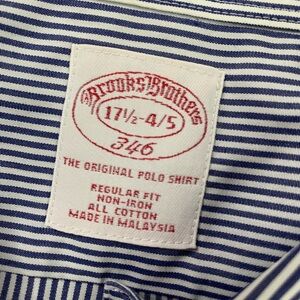 Brooks Brothers
17½-4/5
346
THE ORIGINAL POLO SHIRT
REGULAR FIT
NON-IRON
ALL COTTON
MADE IN MALAYSIA